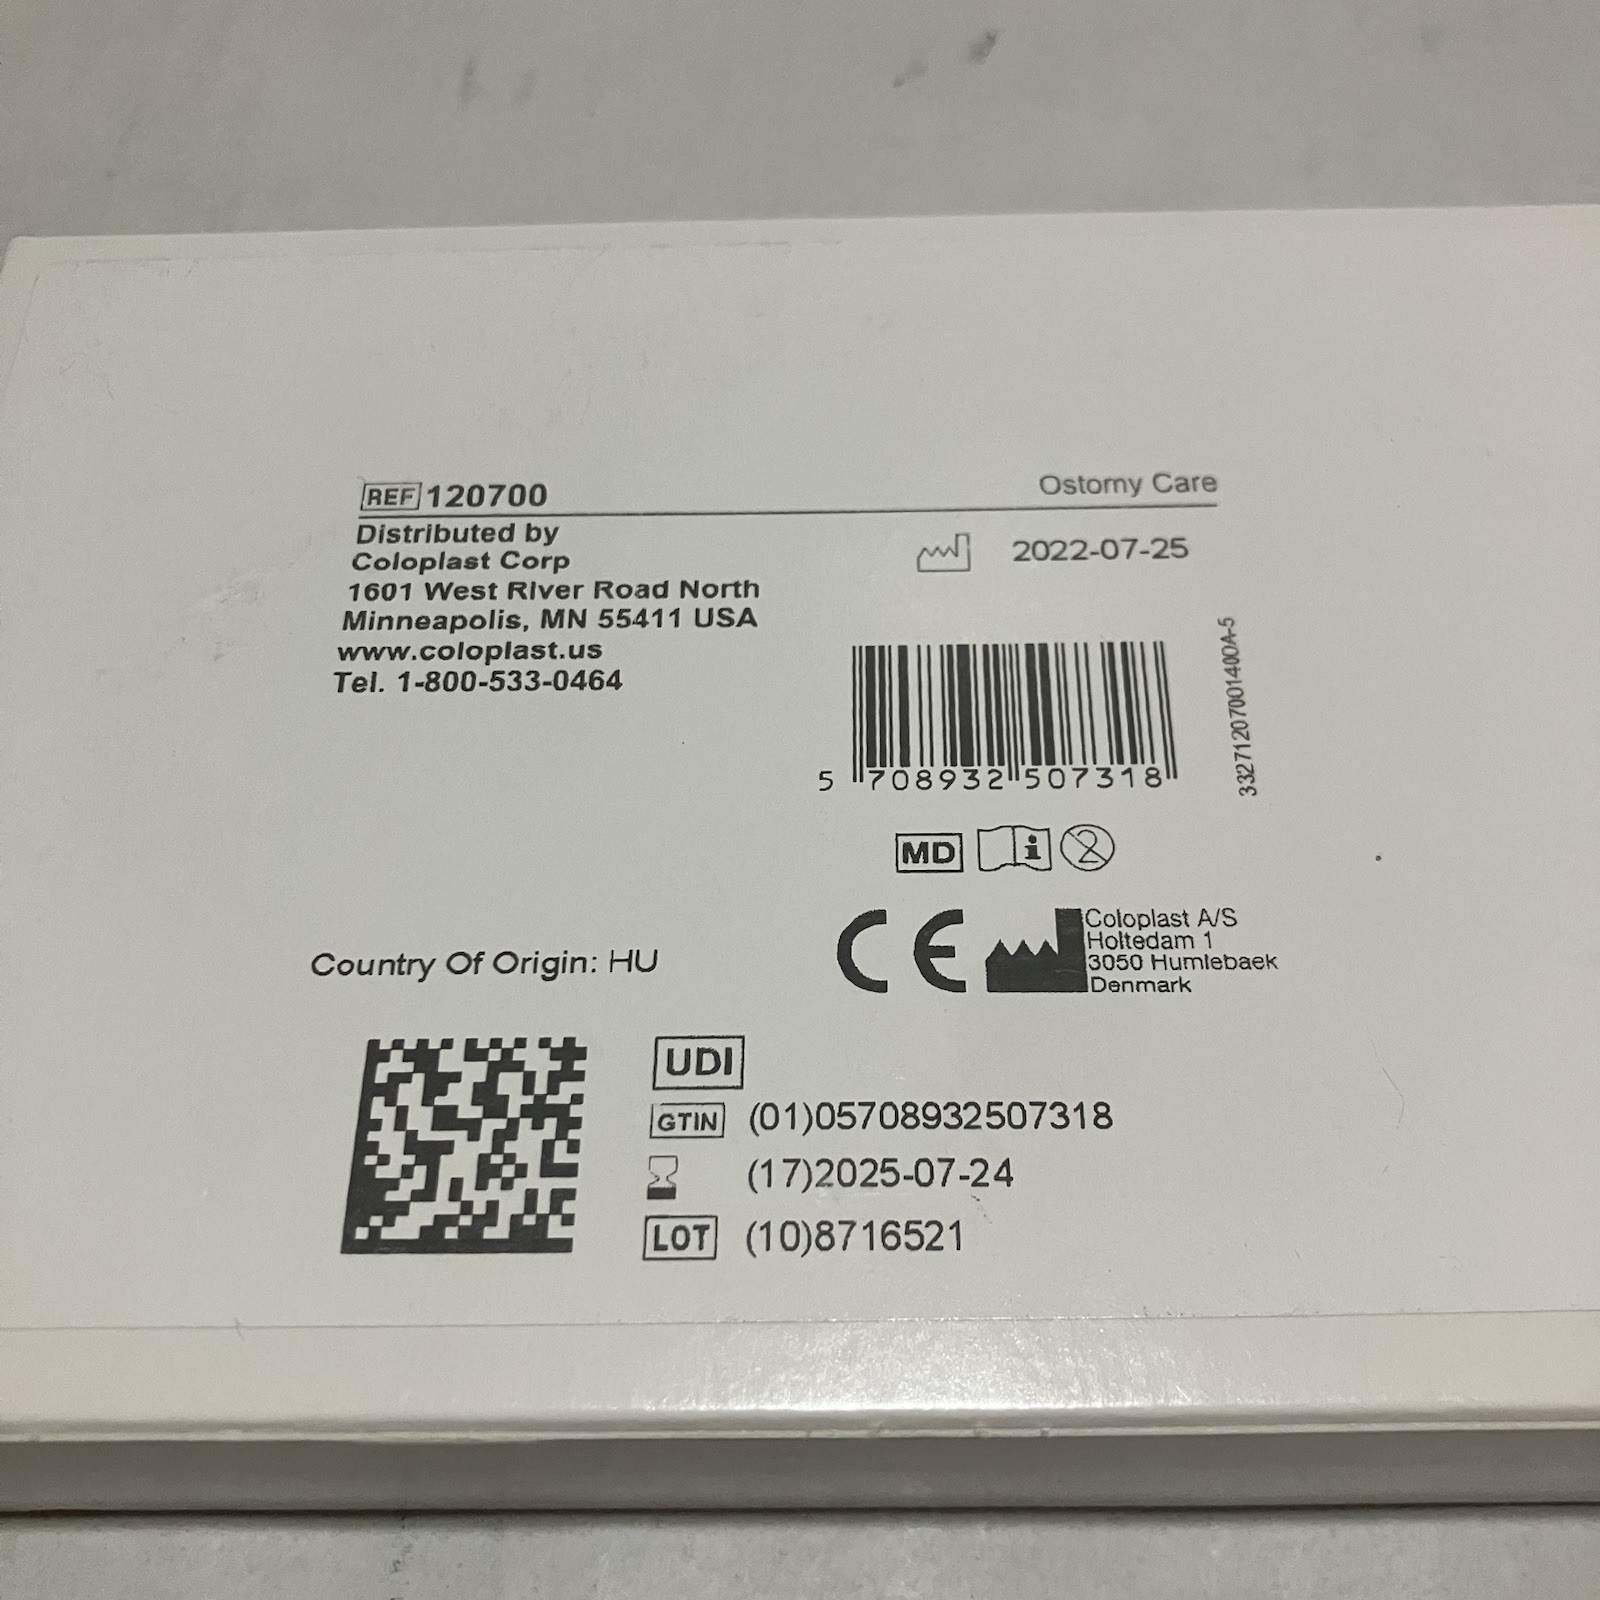 REF 120700
Ostomy Care
Distributed by
Coloplast Corp
1601 West River Road North
Minneapolis, MN 55411 USA
www.coloplast.us
Tel. 1-800-533-0464
2022-07-25
5 708932 507318
33271207001400A-5
MD
CE
Coloplast A/S
Holtedam 1
3050 Humlebaek
Denmark
Country Of Origin: HU
UDI
GTIN (01)05708932507318
(17)2025-07-24
LOT (10)8716521